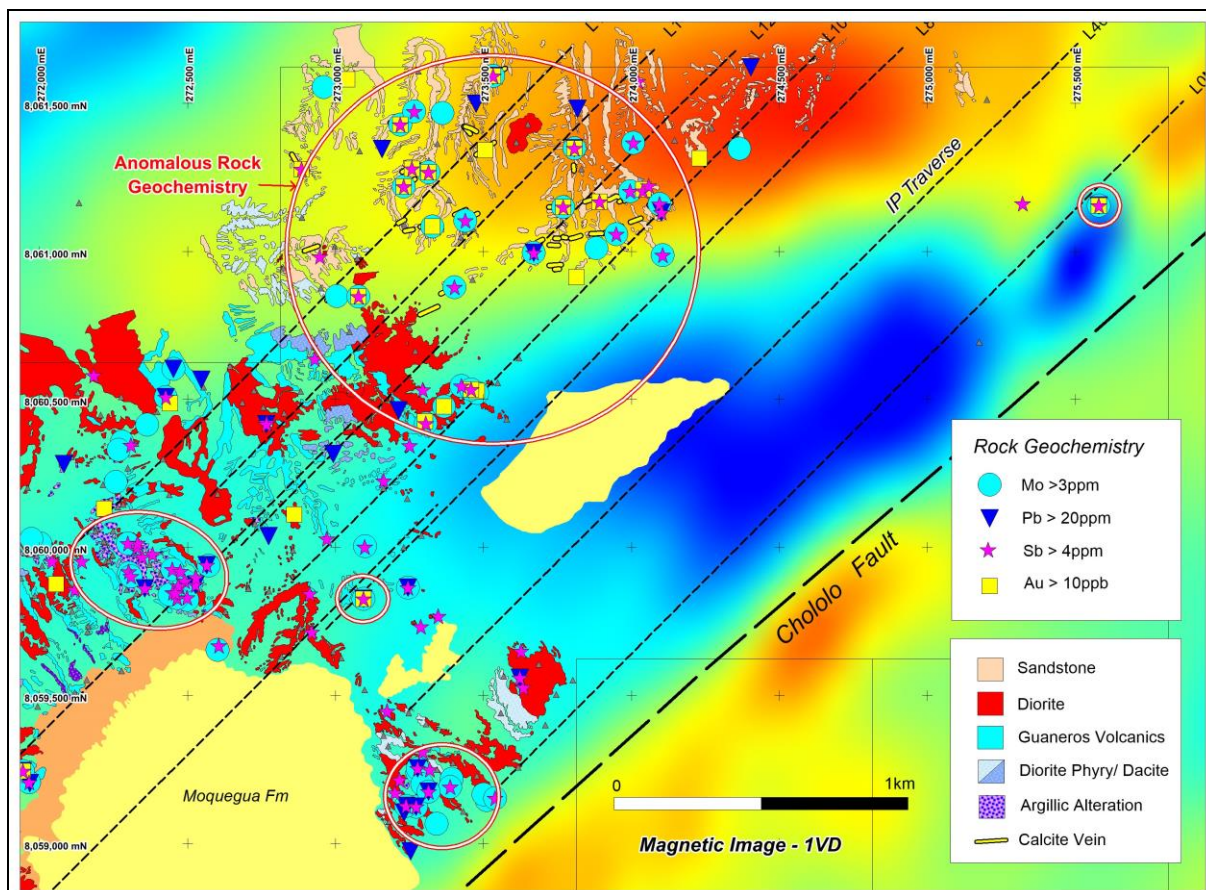 272,000 mE
272,500 mE
273,000 mE
273,500 mE
274,000 mE
274,500 mE
275,000 mE
275,500 mE
8,061,500 mN
Anomalous Rock
Geochemistry
IP Traverse
8,061,000 mN
8,060,500 mN
Rock Geochemistry
Mo >3ppm
Pb > 20ppm
Sb > 4ppm
Au > 10ppb
8,060,000 mN
Chololo Fault
Sandstone
Diorite
Guaneros Volcanics
Diorite Phyry/ Dacite
Argillic Alteration
Calcite Vein
8,059,500 mN
0
1km
Moquegua Fm
Magnetic Image - 1VD
8,059,000 mN